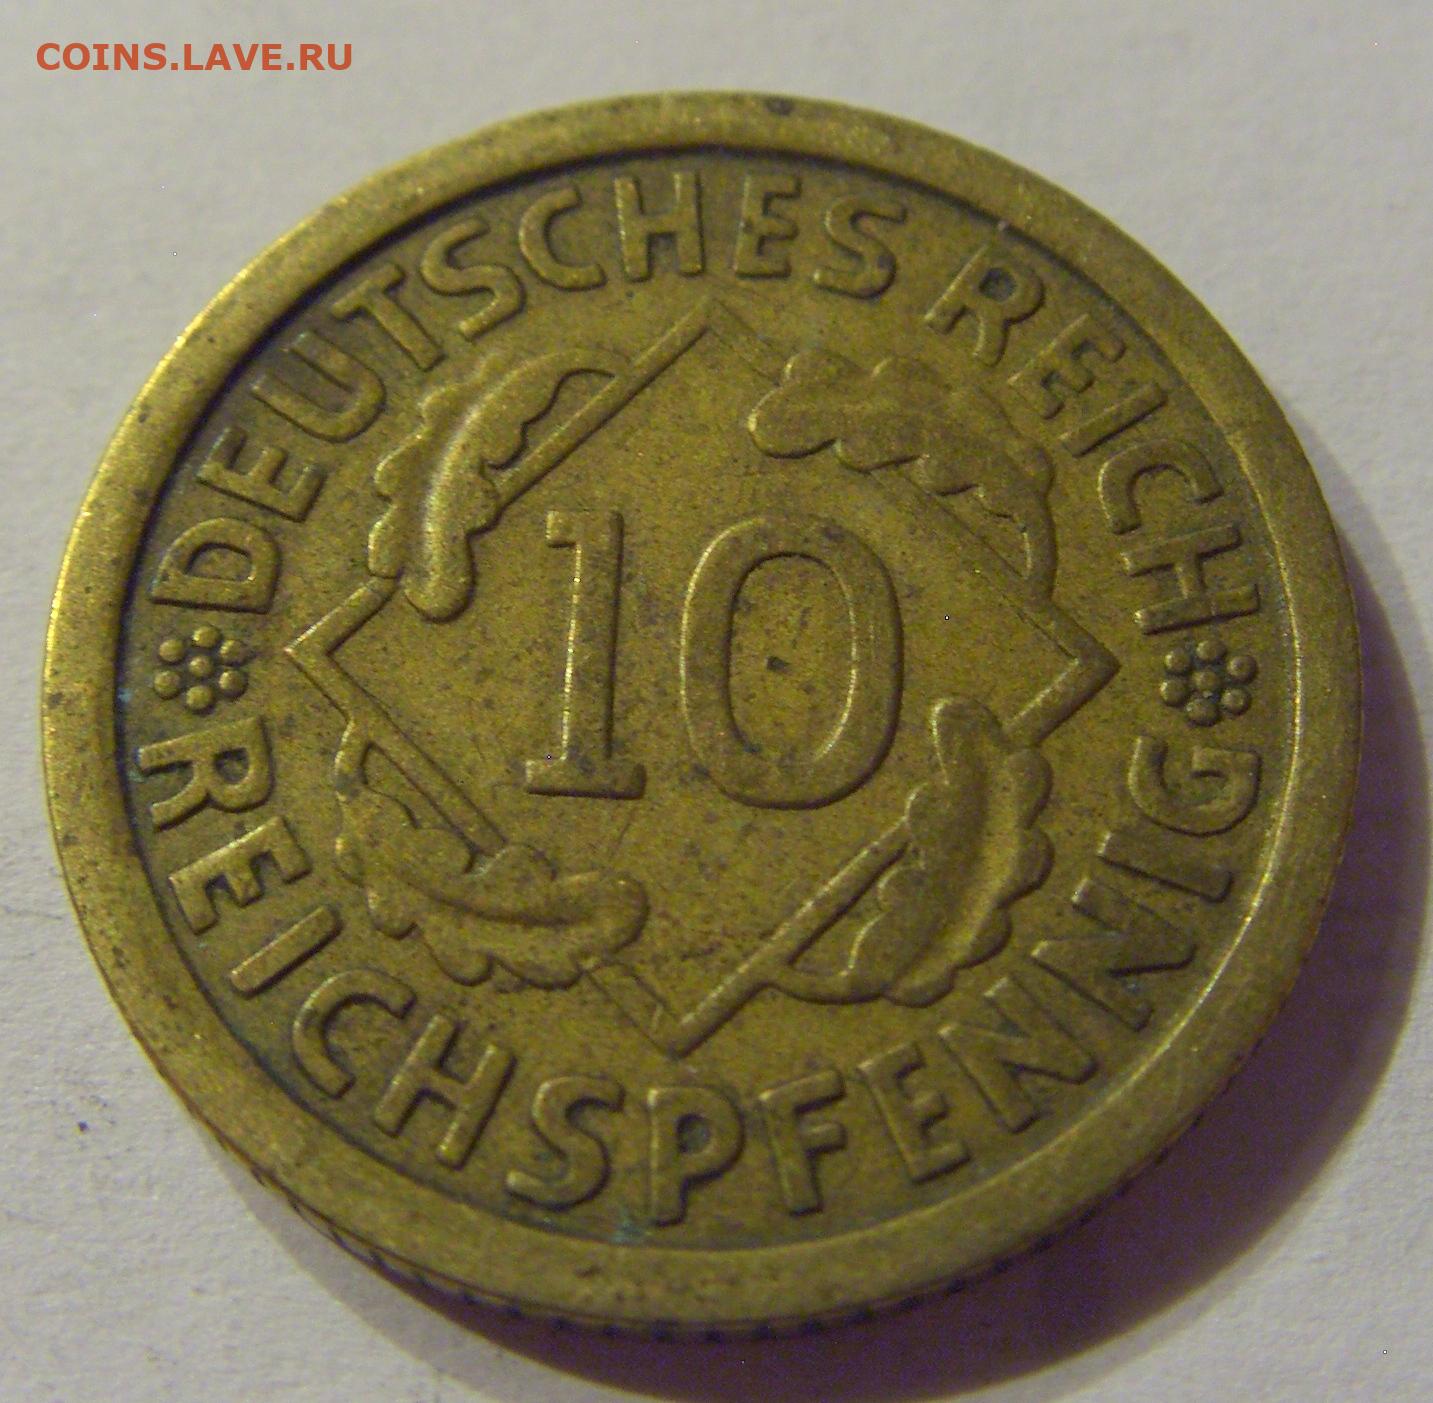 COINS.LAVE.RU
DEUTSCHES REICH
10
REICHSPFENNIG